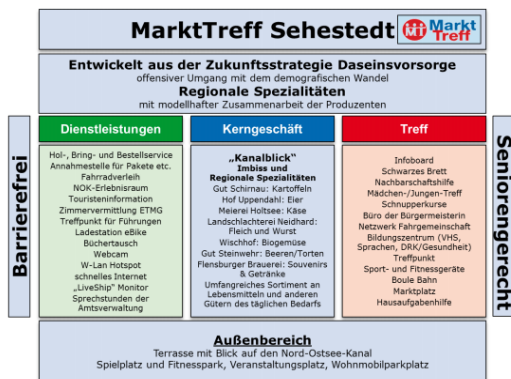 MarktTreff Sehestedt
Markt
Treff
Entwickelt aus der Zukunftsstrategie Daseinsvorsorge
offensiver Umgang mit dem demografischen Wandel
Regionale Spezialitäten
mit modellhafter Zusammenarbeit der Produzenten
Barrierefrei
Dienstleistungen
Hol-, Bring- und Bestellservice
Annahmestelle für Pakete etc.
Fahrradverleih
NOK-Erlebnisraum
Touristeninformation
Zimmervermittlung ETMG
Treffpunkt für Führungen
Ladestation eBike
Büchertausch
Webcam
W-Lan Hotspot
schnelles Internet
„LiveShip" Monitor
Sprechstunden der
Amtsverwaltung
Kerngeschäft
„Kanalblick"
Imbiss und
Regionale Spezialitäten
Gut Schirnau: Kartoffeln
Hof Uppendahl: Eier
Meierei Holtsee: Käse
Landschlachterei Neidhard:
Fleich und Wurst
Wischhof: Biogemüse
Gut Steinwehr: Beeren/Torten
Flensburger Brauerei: Souvenirs
& Getränke
Umfangreiches Sortiment an
Lebensmitteln und anderen
Gütern des täglichen Bedarfs
Treff
Infoboard
Schwarzes Brett
Nachbarschaftshilfe
Mädchen-/Jungen-Treff
Schnupperkurse
Büro der Bürgermeisterin
Netzwerk Fahrgemeinschaft
Bildungszentrum (VHS,
Sprachen, DRK/Gesundheit)
Treffpunkt
Sport- und Fitnessgeräte
Boule Bahn
Marktplatz
Hausaufgabenhilfe
Seniorengerecht
Außenbereich
Terrasse mit Blick auf den Nord-Ostsee-Kanal
Spielplatz und Fitnesspark, Veranstaltungsplatz, Wohnmobilparkplatz